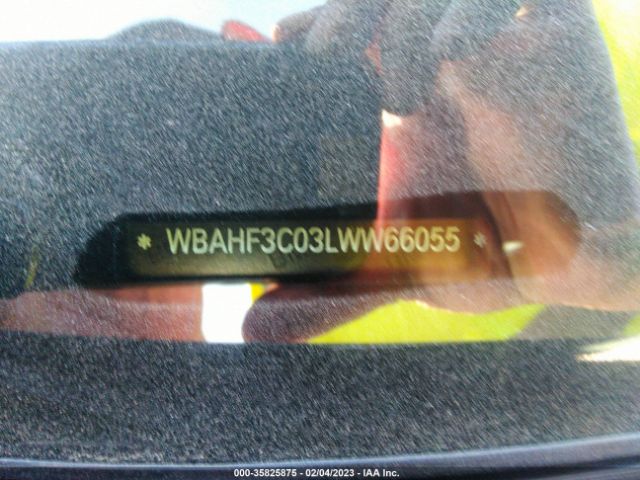 * WBAHF3C03LWW66055 *
000-35825875 - 02/04/2023 - IAA Inc.